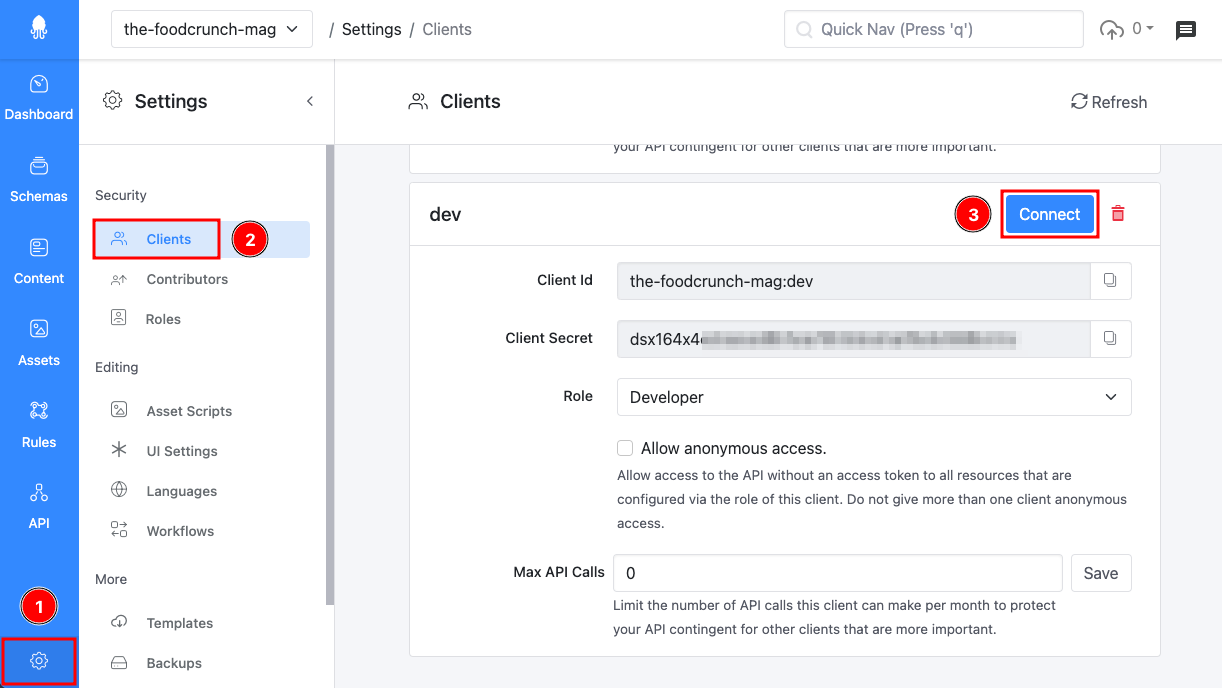 the-foodcrunch-mag
/ Settings / Clients
Quick Nav (Press 'q')
0
Dashboard
Schemas
Content
Assets
Rules
API
1
Settings
Security
Clients
2
Contributors
Roles
Editing
Asset Scripts
UI Settings
Languages
Workflows
More
Templates
Backups
Clients
Refresh
your API contingent for other clients that are more important.
dev
3
Connect
Client Id
the-foodcrunch-mag:dev
Client Secret
dsx164x4
Role
Developer
Allow anonymous access.
Allow access to the API without an access token to all resources that are
configured via the role of this client. Do not give more than one client anonymous
access.
Max API Calls
0
Save
Limit the number of API calls this client can make per month to protect
your API contingent for other clients that are more important.